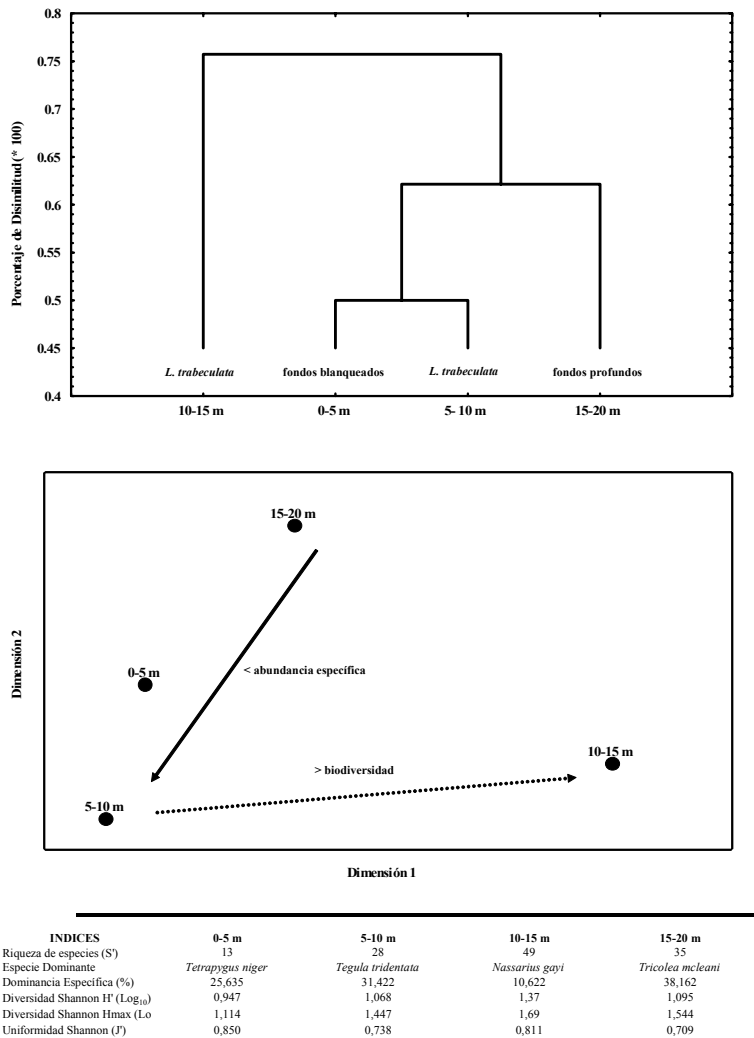 0.8
0.75
0.7
0.65
0.6
0.55
0.5
0.45
0.4
Porcentaje de Disimilitud (* 100)
L. trabeculata fondos blanqueados L. trabeculata fondos profundos
10-15 m 0-5 m 5-10 m 15-20 m
15-20 m
0-5 m
< abundancia específica
10-15 m
> biodiversidad
5-10 m
Dimensión 2
Dimensión 1
INDICES 0-5 m 5-10 m 10-15 m 15-20 m
Riqueza de especies (S') 13 28 49 35
Especie Dominante Tetrapygus niger Tegula tridentata Nassarius gayi Tricolea mcleani
Dominancia Específica (%) 25,635 31,422 10,622 38,162
Diversidad Shannon H' (Log10) 0,947 1,068 1,37 1,095
Diversidad Shannon Hmax (Lo 1,114 1,447 1,69 1,544
Uniformidad Shannon (J') 0,850 0,738 0,811 0,709